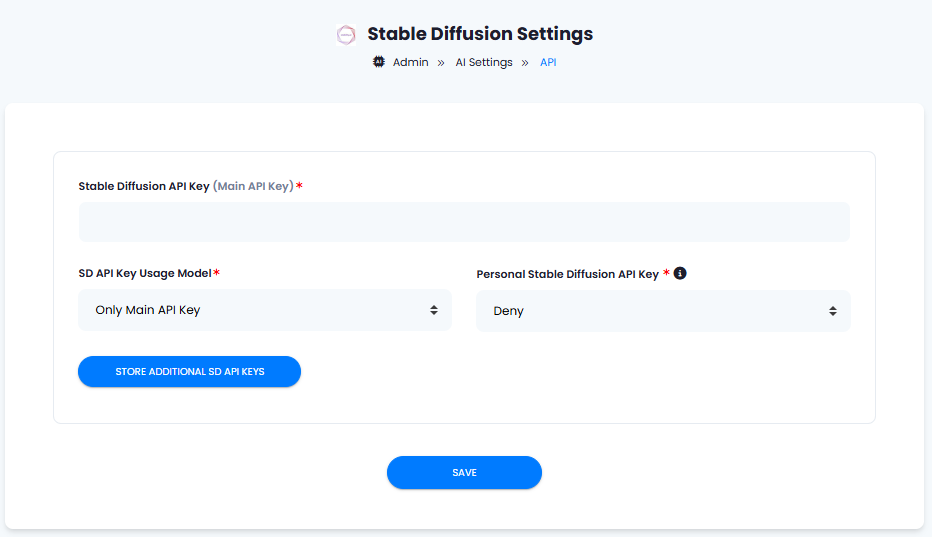 Stable Diffusion Settings
Admin » AI Settings » API
Stable Diffusion API Key (Main API Key)*
SD API Key Usage Model*
Personal Stable Diffusion API Key *
Only Main API Key
Deny
STORE ADDITIONAL SD API KEYS
SAVE